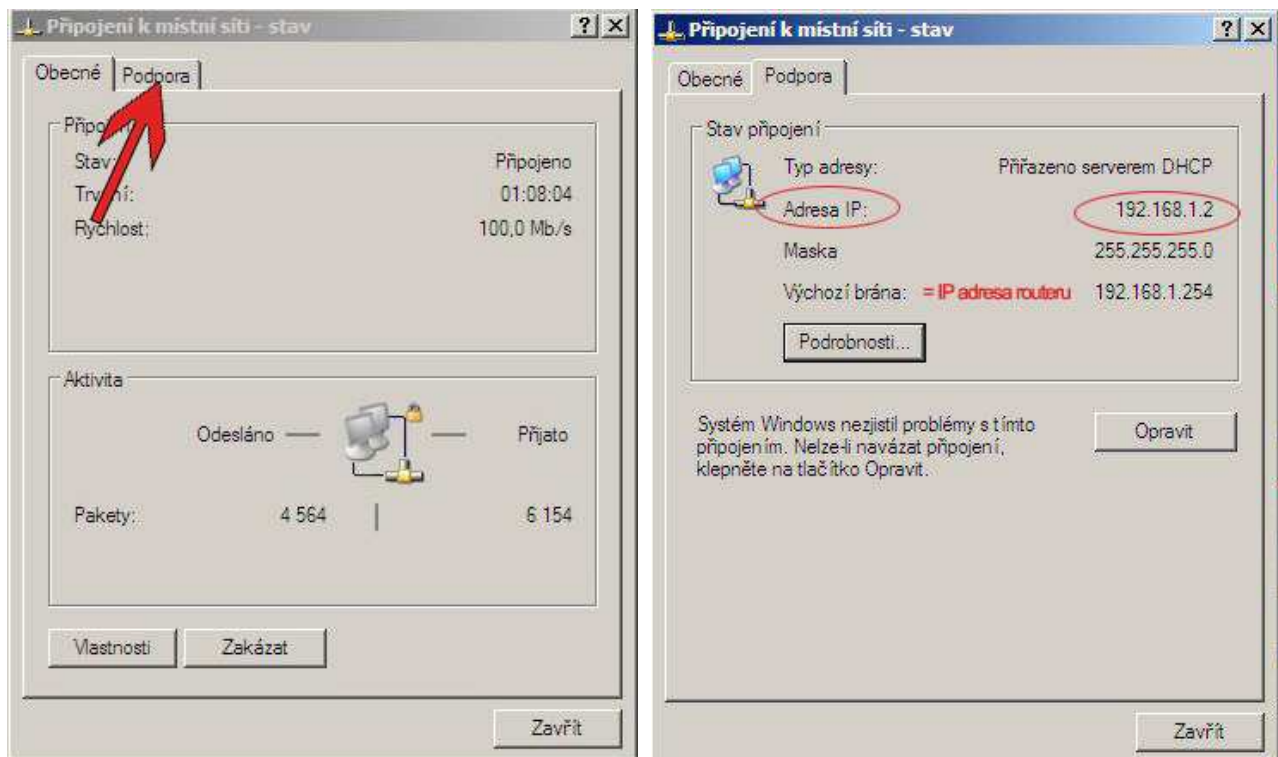 Připojení k místní síti - stav
Obecné Podpora
Stav: Připojeno
01:08:04
Rychlost: 100,0 Mb/s
Aktivita
Odesláno Přijato
Pakety: 4 564 6 154
Vlastnosti Zakázat
Zavřít
Připojení k místní síti - stav
Obecné Podpora
Stav připojení
Typ adresy: Přiřazeno serverem DHCP
Adresa IP: 192.168.1.2
Maska 255.255.255.0
Výchozí brána: = IP adresa routeru 192.168.1.254
Podrobnosti...
Systém Windows nezjistil problémy s tímto
připojením. Nelze-li navázat připojení,
klepněte na tlačítko Opravit.
Opravit
Zavřít